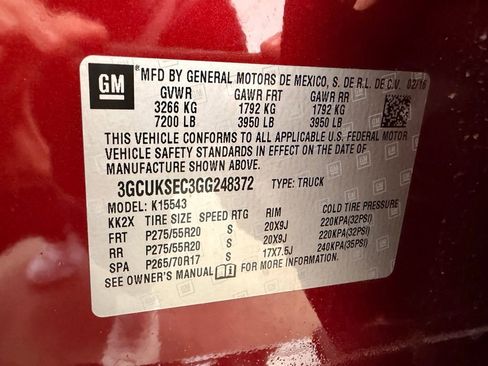 GM
MFD BY GENERAL MOTORS DE MEXICO, S. DE R.L. DE C.V. 02/16
GVWR GAWR FRT GAWR RR
3266 KG 1792 KG 1792 KG
7200 LB 3950 LB 3950 LB
THIS VEHICLE CONFORMS TO ALL APPLICABLE U.S. FEDERAL MOTOR
VEHICLE SAFETY STANDARDS IN EFFECT ON THE DATE OF
MANUFACTURE SHOWN ABOVE.
3GCUKSEC3GG248372 TYPE: TRUCK
MODEL: K15543
KK2X TIRE SIZE SPEED RTG RIM COLD TIRE PRESSURE
FRT P275/55R20 S 20X9J 220KPA(32PSI)
RR P275/55R20 S 20X9J 220KPA(32PSI)
SPA P265/70R17 S 17X7.5J 240KPA(35PSI)
SEE OWNER'S MANUAL FOR MORE INFORMATION.